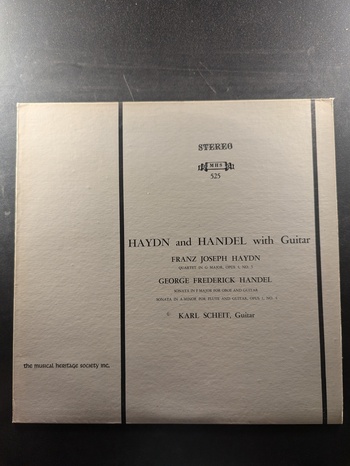 STEREO
MHS
525
HAYDN and HANDEL with Guitar
FRANZ JOSEPH HAYDN
QUARTET IN G MAJOR, OPUS 5, NO. 4
GEORGE FREDERICK HANDEL
SONATA IN F MAJOR FOR OBOE AND GUITAR
SONATA IN A MINOR FOR FLUTE AND GUITAR, OPUS 1, NO. 4
KARL SCHEIT, Guitar
the musical heritage society inc.